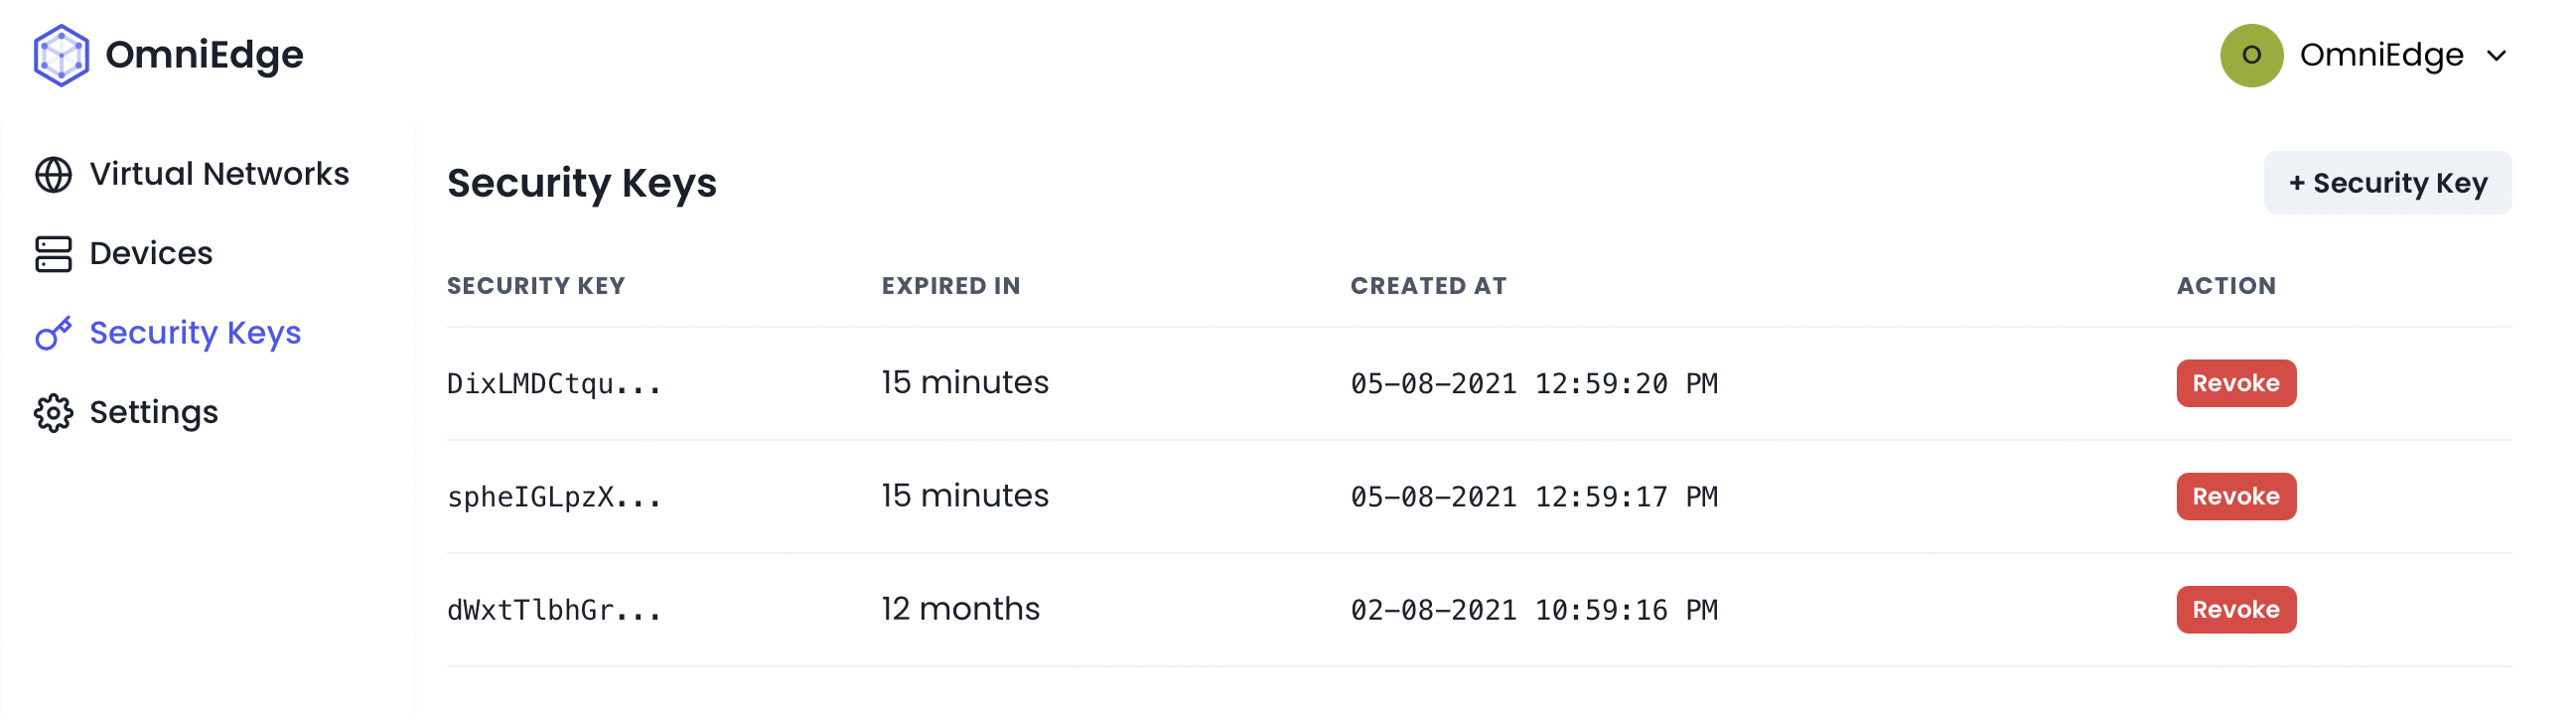 OmniEdge
O OmniEdge
Virtual Networks
Devices
Security Keys
Settings
Security Keys
+ Security Key
SECURITY KEY EXPIRED IN CREATED AT ACTION
DixLMDCtqu... 15 minutes 05-08-2021 12:59:20 PM Revoke
spheIGLpzX... 15 minutes 05-08-2021 12:59:17 PM Revoke
dWxtTlbhGr... 12 months 02-08-2021 10:59:16 PM Revoke